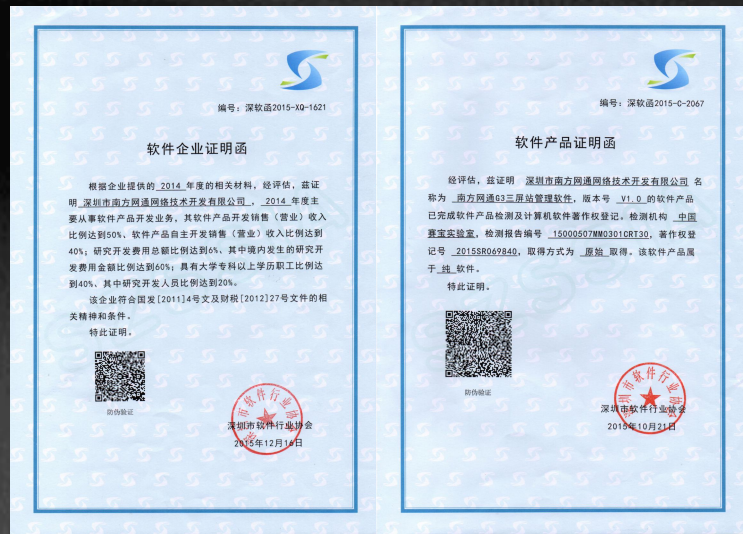 编号：深软函2015-XQ-1621
软件企业证明函
根据企业提供的 2014 年度的相关材料，经评估，兹证
明 深圳市南方网通网络技术开发有限公司 ， 2014 年度主
要从事软件产品开发业务，其软件产品开发销售（营业）收入
比例达到50%、软件产品自主开发销售（营业）收入比例达到
40%；研究开发费用总额比例达到6%、其中境内发生的研究开
发费用金额比例达到60%；具有大学专科以上学历职工比例达
到40%、其中研究开发人员比例达到20%。
该企业符合国发[2011]4号文及财税[2012]27号文件的相
关精神和条件。
特此证明。
防伪验证
深圳市软件行业协会
2015年12月16日
编号：深软函2015-C-2067
软件产品证明函
经评估，兹证明 深圳市南方网通网络技术开发有限公司 名
称为 南方网通G3三屏站管理软件，版本号 V1.0 的软件产品
已完成软件产品检测及计算机软件著作权登记。检测机构 中国
赛宝实验室，检测报告编号 15000507MM0301CRT30，著作权登
记号 2015SR069840，取得方式为 原始 取得。该软件产品属
于 纯 软件。
特此证明。
防伪验证
深圳市软件行业协会
2015年10月21日